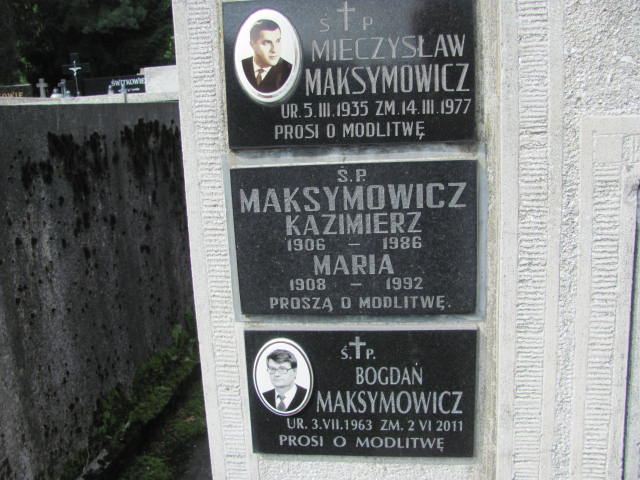 Ś P
MIECZYSŁAW
MAKSYMOWICZ
UR. 5.III.1935 ZM. 14.III.1977
PROSI O MODLITWĘ
Ś.P.
MAKSYMOWICZ
KAZIMIERZ
1906 – 1986
MARIA
1908 – 1992
PROSZĄ O MODLITWĘ.
Ś P.
BOGDAN
MAKSYMOWICZ
UR. 3.VII.1963 ZM. 2 VI 2011
PROSI O MODLITWĘ